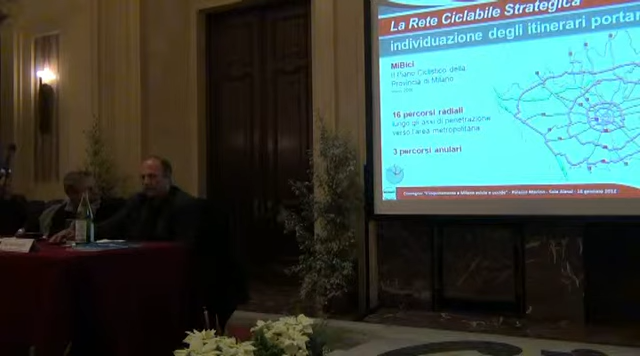 La Rete Ciclabile Strategica
individuazione degli itinerari portan
MiBici
Il Piano Ciclistico della
Provincia di Milano
16 percorsi radiali
lungo gli assi di penetrazione
verso l'area metropolitana
3 percorsi anulari